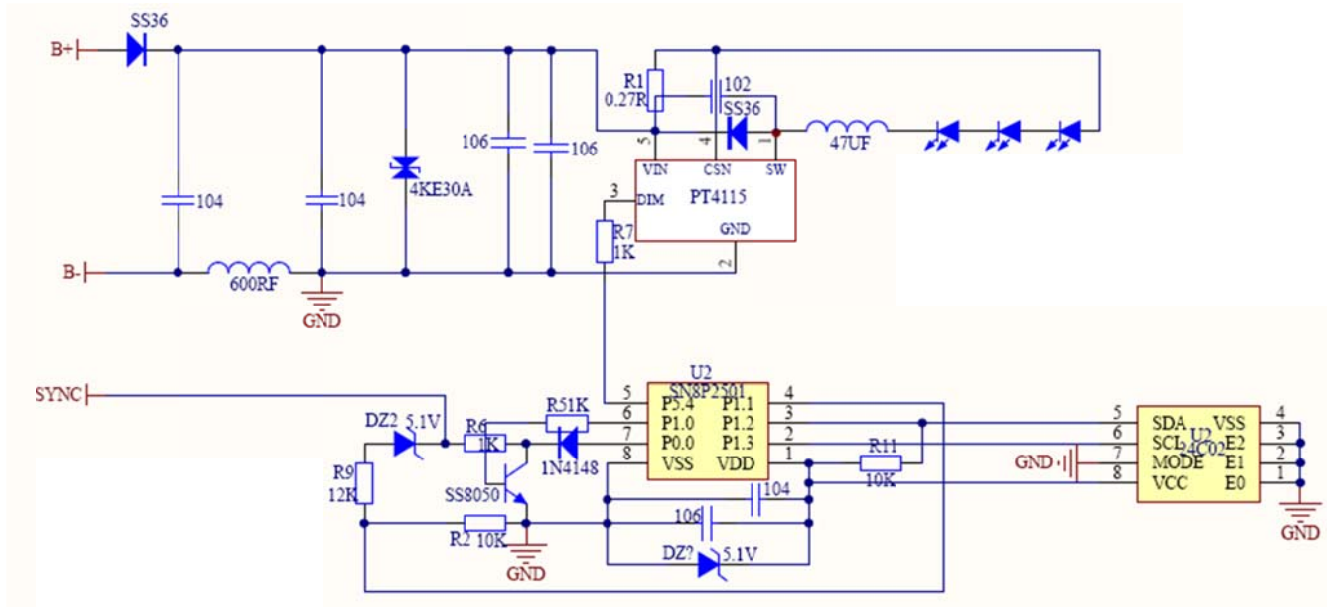 SS36
B+
104
104
4KE30A
106
106
R1
0.27R
102
SS36
47UF
5
4
1
VIN
CSN
SW
3
DIM
PT4115
GND
2
R7
1K
B-
600RF
GND
SYNC
DZ2 5.1V
R6
1K
R51K
1N4148
SS8050
R9
12K
R2 10K
GND
U2
SN8P2501
5 P5.4 P1.1 4
6 P1.0 P1.2 3
7 P0.0 P1.3 2
8 VSS VDD 1
R11
10K
104
106
DZ? 5.1V
5 SDA VSS 4
6 SCL E2 3
7 MODE E1 2
8 VCC E0 1
U2
24C02
GND
GND